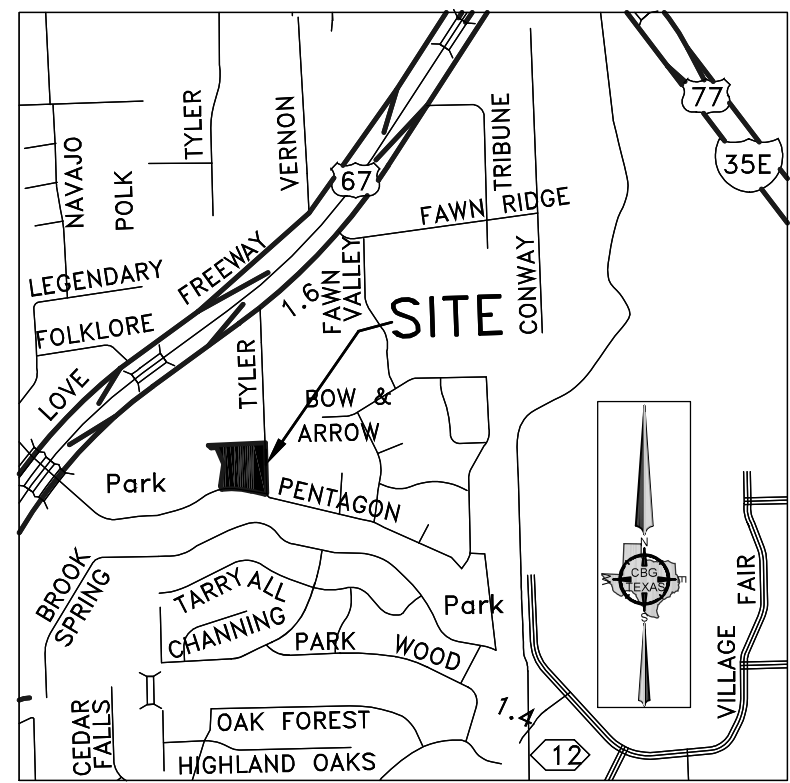 77
TYLER
VERNON
TRIBUNE
NAVAJO
POLK
67
35E
FAWN RIDGE
LEGENDARY
FREEWAY
1.6
FAWN
VALLEY
CONWAY
SITE
FOLKLORE
LOVE
TYLER
BOW &
ARROW
Park
PENTAGON
N
CBG
TEXAS
W
E
S
BROOK
SPRING
TARRYALL
CHANNING
Park
PARK WOOD
VILLAGE FAIR
CEDAR
FALLS
OAK FOREST
1.4
HIGHLAND OAKS
12